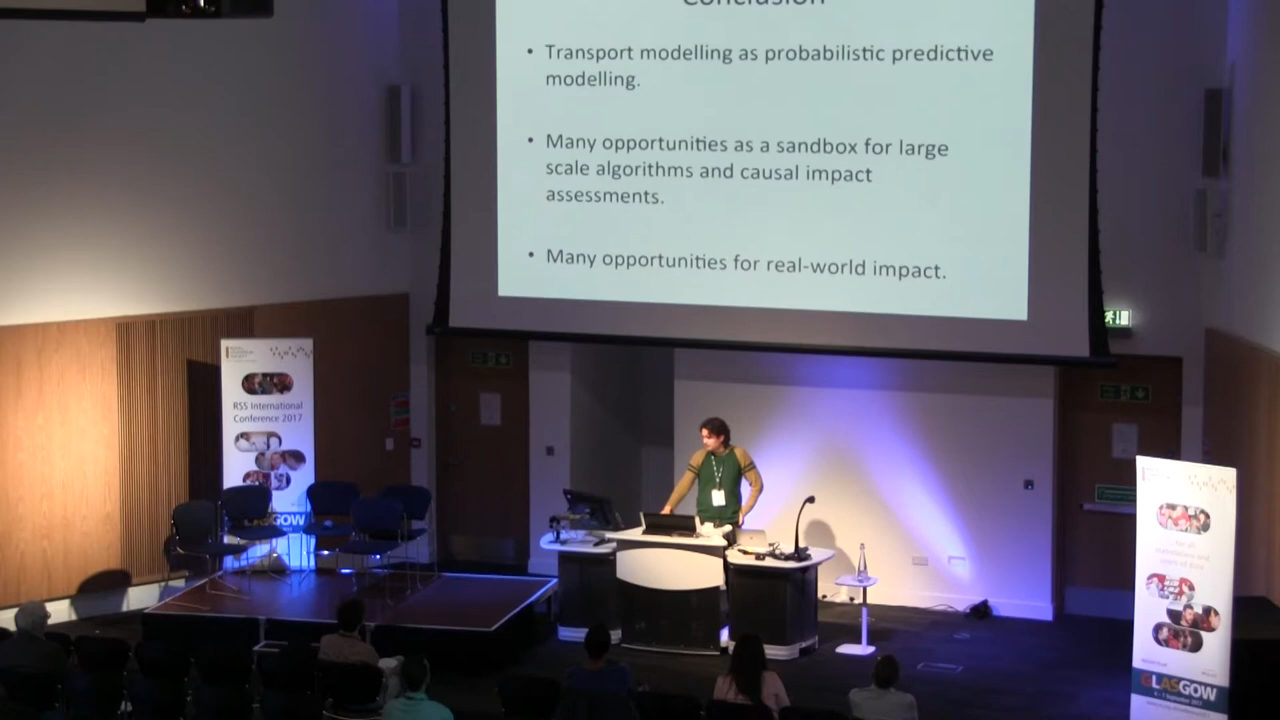 Conclusion
• Transport modelling as probabilistic predictive
modelling.
• Many opportunities as a sandbox for large
scale algorithms and causal impact
assessments.
• Many opportunities for real-world impact.
RSS International
Conference 2017
GLASGOW
GLASGOW